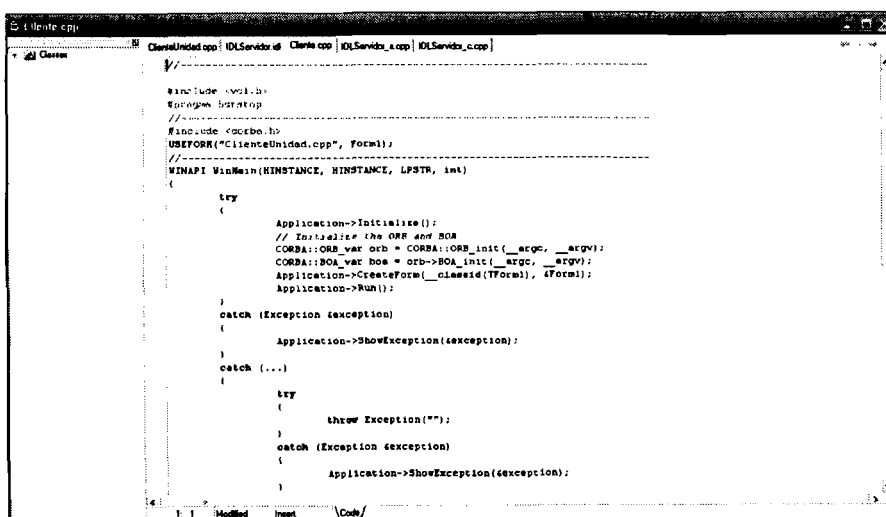 Cliente.cpp
Classes
ClienteUnidad.cpp IDLServidor.idl Cliente.cpp IDLServidor_s.cpp IDLServidor_c.cpp
//---------------------------------------------------------------------------
#include <vcl.h>
#pragma hdrstop
//---------------------------------------------------------------------------
#include <corba.h>
USEFORM("ClienteUnidad.cpp", Form1);
//---------------------------------------------------------------------------
WINAPI WinMain(HINSTANCE, HINSTANCE, LPSTR, int)
{
try
{
Application->Initialize();
// Initialize the ORB and BOA
CORBA::ORB_var orb = CORBA::ORB_init(__argc, __argv);
CORBA::BOA_var boa = orb->BOA_init(__argc, __argv);
Application->CreateForm(__classid(TForm1), &Form1);
Application->Run();
}
catch (Exception &exception)
{
Application->ShowException(&exception);
}
catch (...)
{
try
{
throw Exception("");
}
catch (Exception &exception)
{
Application->ShowException(&exception);
}
1: 1 Modified Insert \Code/